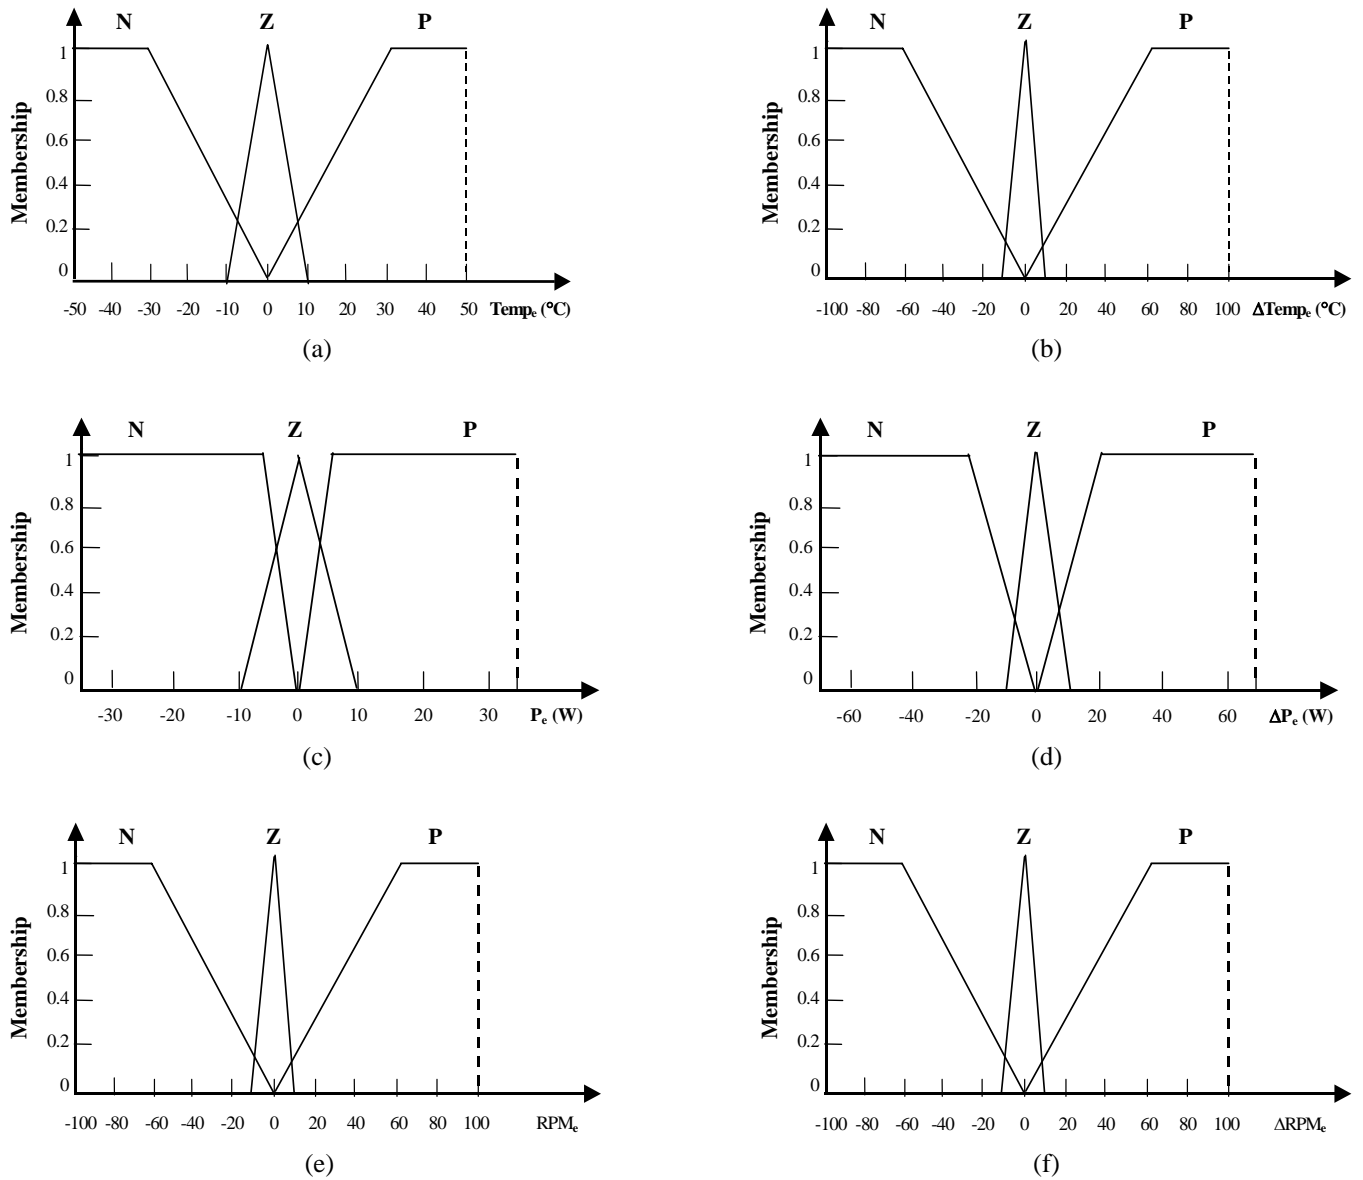 N Z P
1
0.8
0.6
0.4
0.2
0
Membership
-50 -40 -30 -20 -10 0 10 20 30 40 50 Tempe (°C)
(a)
N Z P
1
0.8
0.6
0.4
0.2
0
Membership
-100 -80 -60 -40 -20 0 20 40 60 80 100 ΔTempe (°C)
(b)
N Z P
1
0.8
0.6
0.4
0.2
0
Membership
-30 -20 -10 0 10 20 30 Pe (W)
(c)
N Z P
1
0.8
0.6
0.4
0.2
0
Membership
-60 -40 -20 0 20 40 60 ΔPe (W)
(d)
N Z P
1
0.8
0.6
0.4
0.2
0
Membership
-100 -80 -60 -40 -20 0 20 40 60 80 100 RPMe
(e)
N Z P
1
0.8
0.6
0.4
0.2
0
Membership
-100 -80 -60 -40 -20 0 20 40 60 80 100 ΔRPMe
(f)